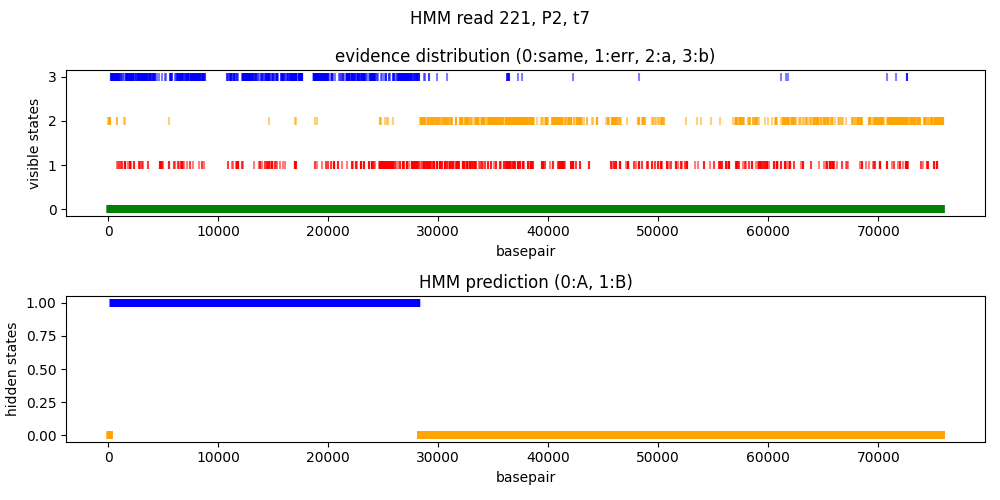 HMM read 221, P2, t7
evidence distribution (0:same, 1:err, 2:a, 3:b)
visible states
3
2
1
0
0 10000 20000 30000 40000 50000 60000 70000
basepair
HMM prediction (0:A, 1:B)
hidden states
1.00
0.75
0.50
0.25
0.00
0 10000 20000 30000 40000 50000 60000 70000
basepair